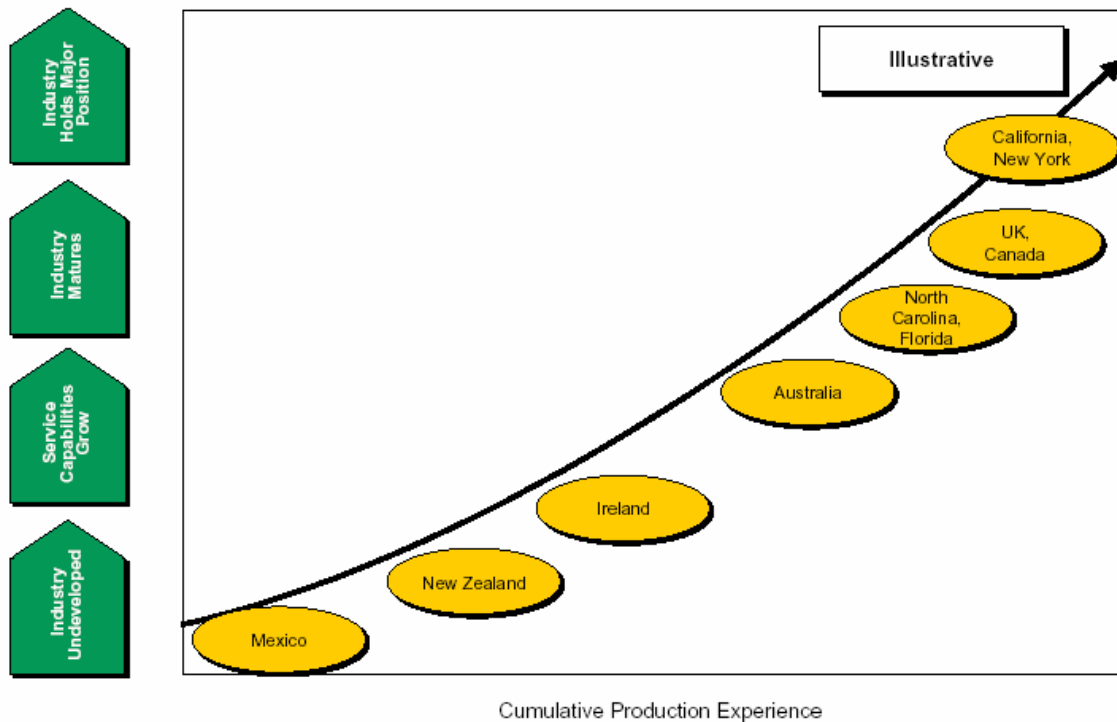 Industry
Holds Major
Position
Industry
Matures
Service
Capabilities
Grow
Industry
Undeveloped
Illustrative
California,
New York
UK,
Canada
North
Carolina,
Florida
Australia
Ireland
New Zealand
Mexico
Cumulative Production Experience